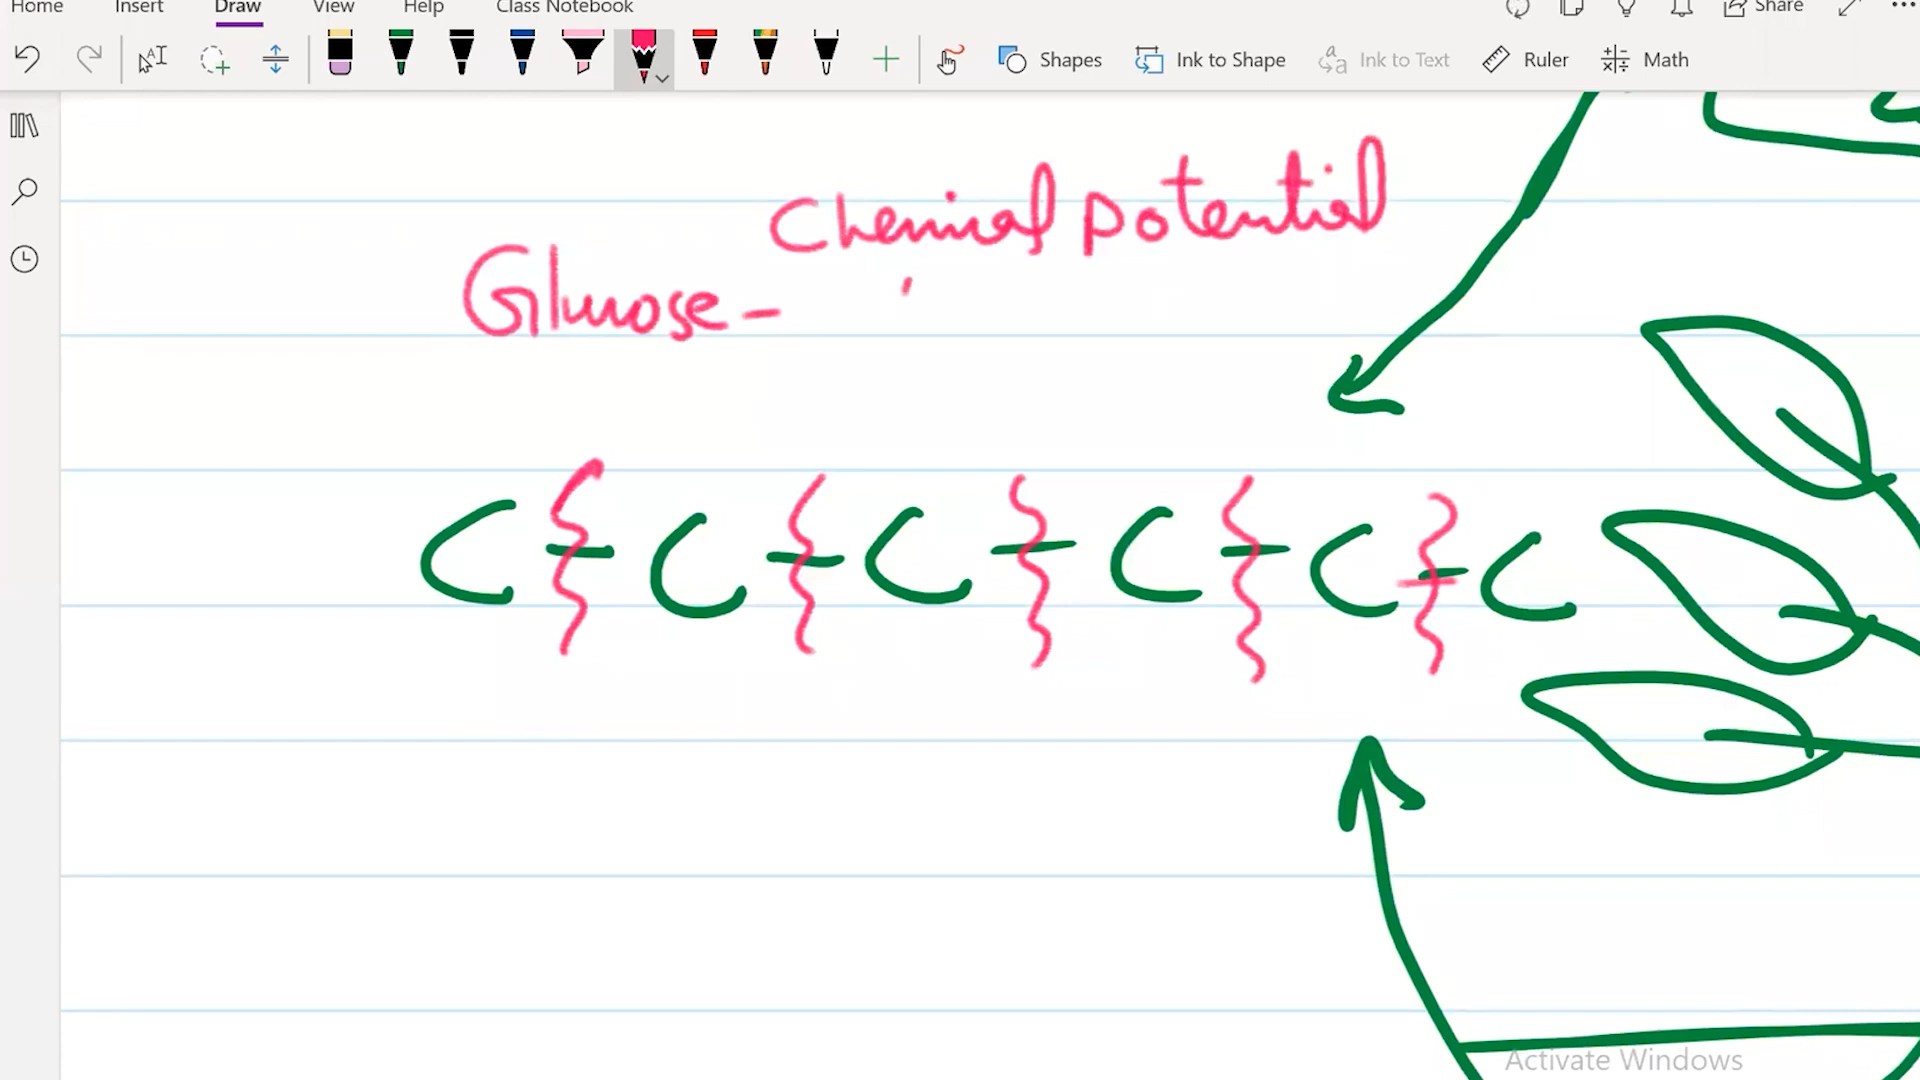 Home Insert Draw View Help Class Notebook Share
Shapes Ink to Shape Ink to Text Ruler Math
Chemical potential
Glucose -
C - C - C - C - C - C
Activate Windows